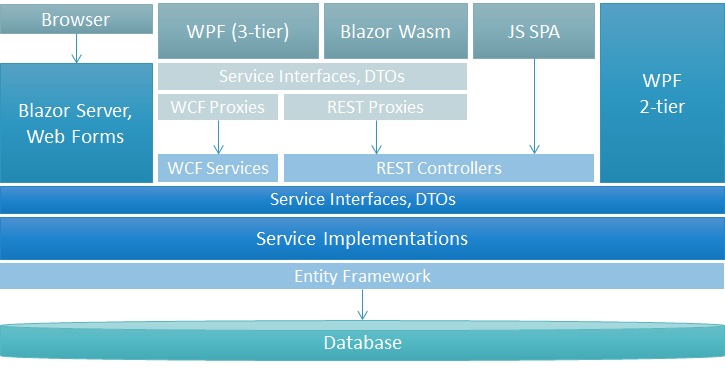 Browser
WPF (3-tier)
Blazor Wasm
JS SPA
WPF
2-tier
Blazor Server,
Web Forms
Service Interfaces, DTOs
WCF Proxies
REST Proxies
WCF Services
REST Controllers
Service Interfaces, DTOs
Service Implementations
Entity Framework
Database